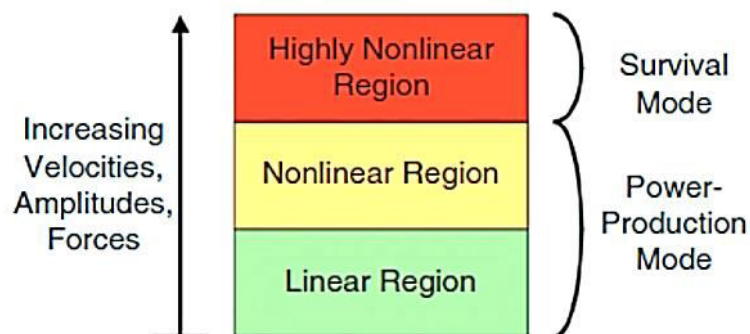 Increasing
Velocities,
Amplitudes,
Forces
Highly Nonlinear
Region
Nonlinear Region
Linear Region
Survival
Mode
Power-
Production
Mode